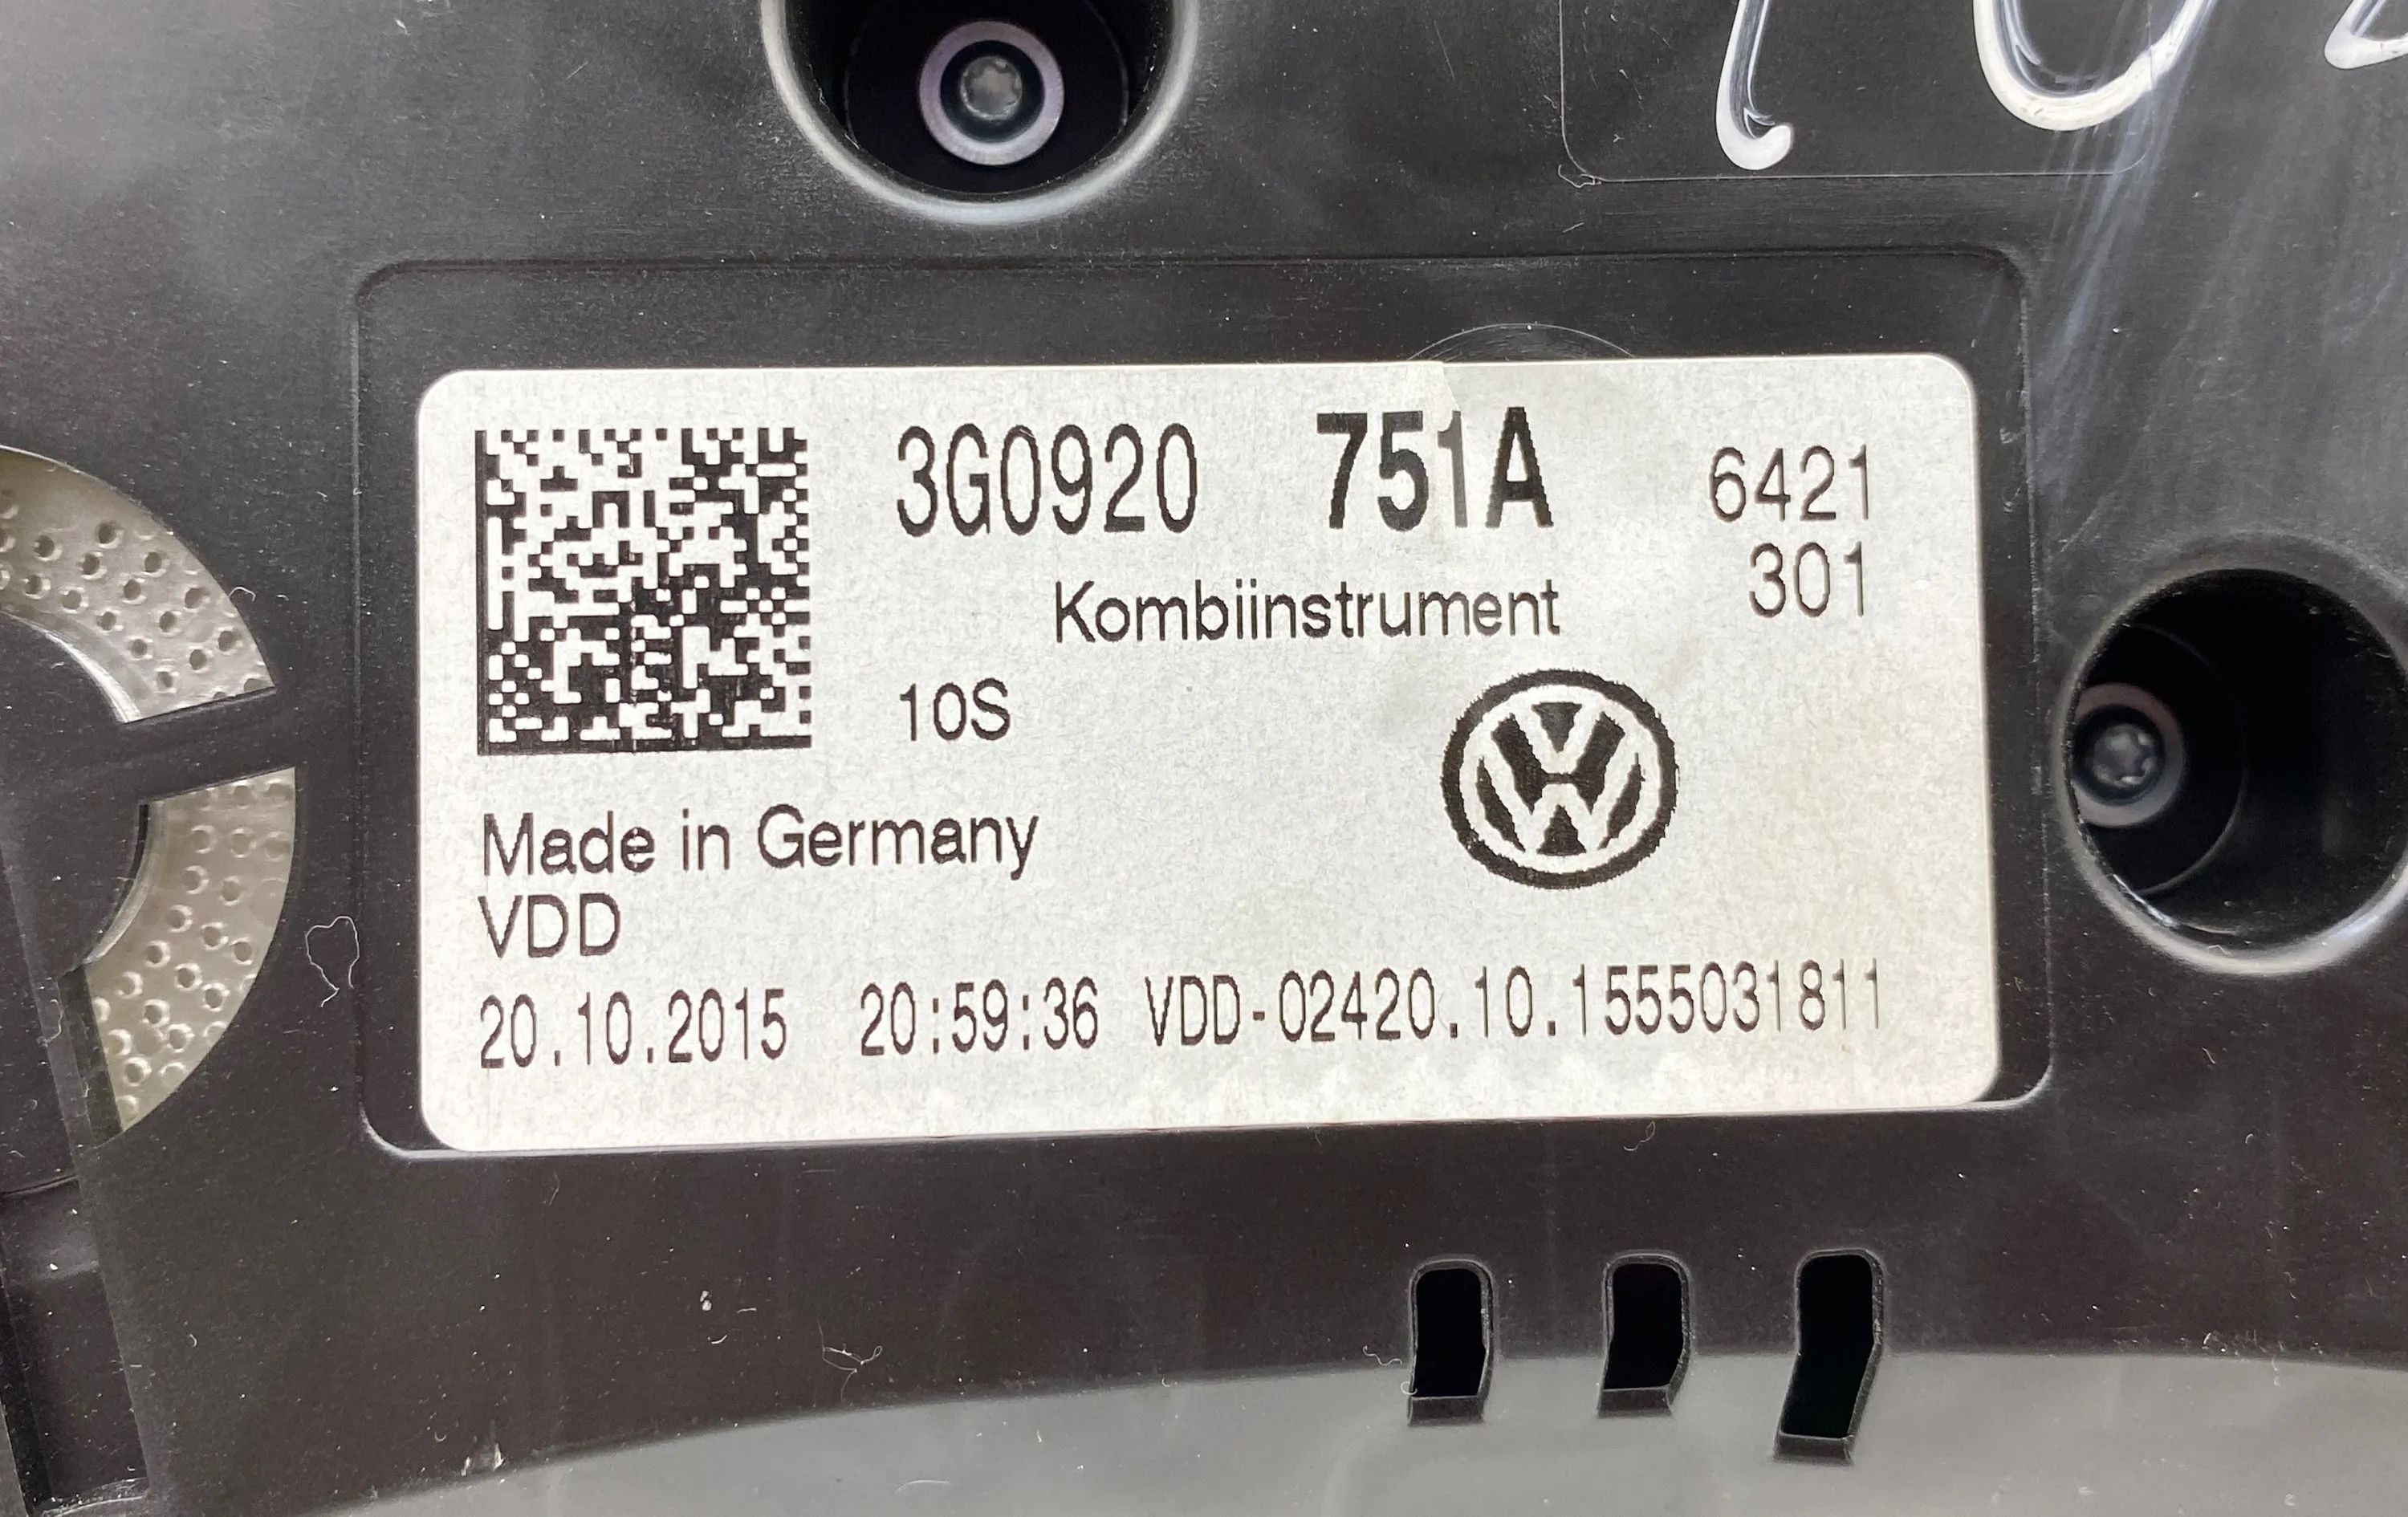 3G0920 751A 6421
301
Kombiinstrument
10S
Made in Germany
VDD
20.10.2015 20:59:36 VDD-02420.10.1555031811